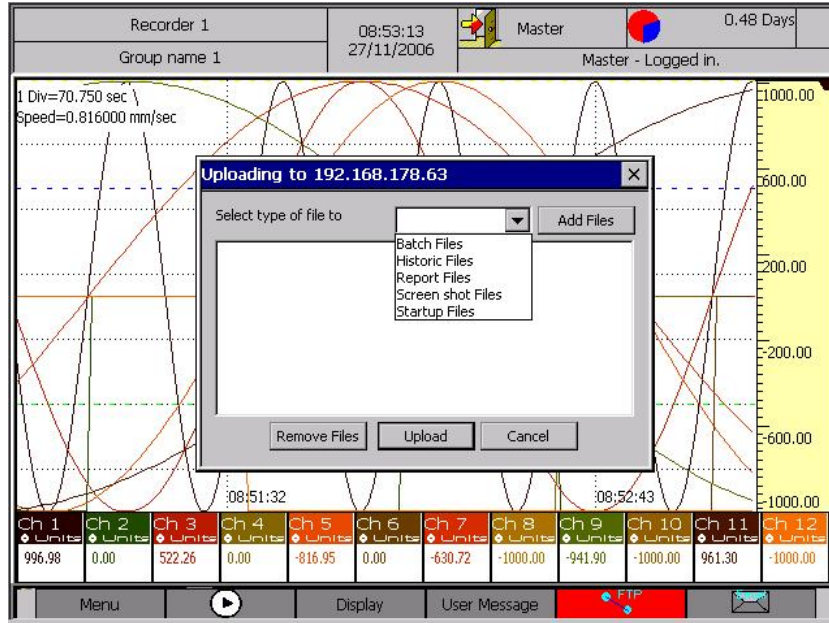 Recorder 1
Group name 1
08:53:13
27/11/2006
Master
0.48 Days
Master - Logged in.
1 Div=70.750 sec \
Speed=0.816000 mm/sec
1000.00
600.00
200.00
-200.00
-600.00
-1000.00
Uploading to 192.168.178.63
Select type of file to
Add Files
Batch Files
Historic Files
Report Files
Screen shot Files
Startup Files
Remove Files
Upload
Cancel
08:51:32
08:52:43
Ch 1 Ch 2 Ch 3 Ch 4 Ch 5 Ch 6 Ch 7 Ch 8 Ch 9 Ch 10 Ch 11 Ch 12
Units Units Units Units Units Units Units Units Units Units Units Units
996.98 0.00 522.26 0.00 -816.95 0.00 -630.72 -1000.00 -941.90 -1000.00 961.30 -1000.00
Menu
Display
User Message
FTP